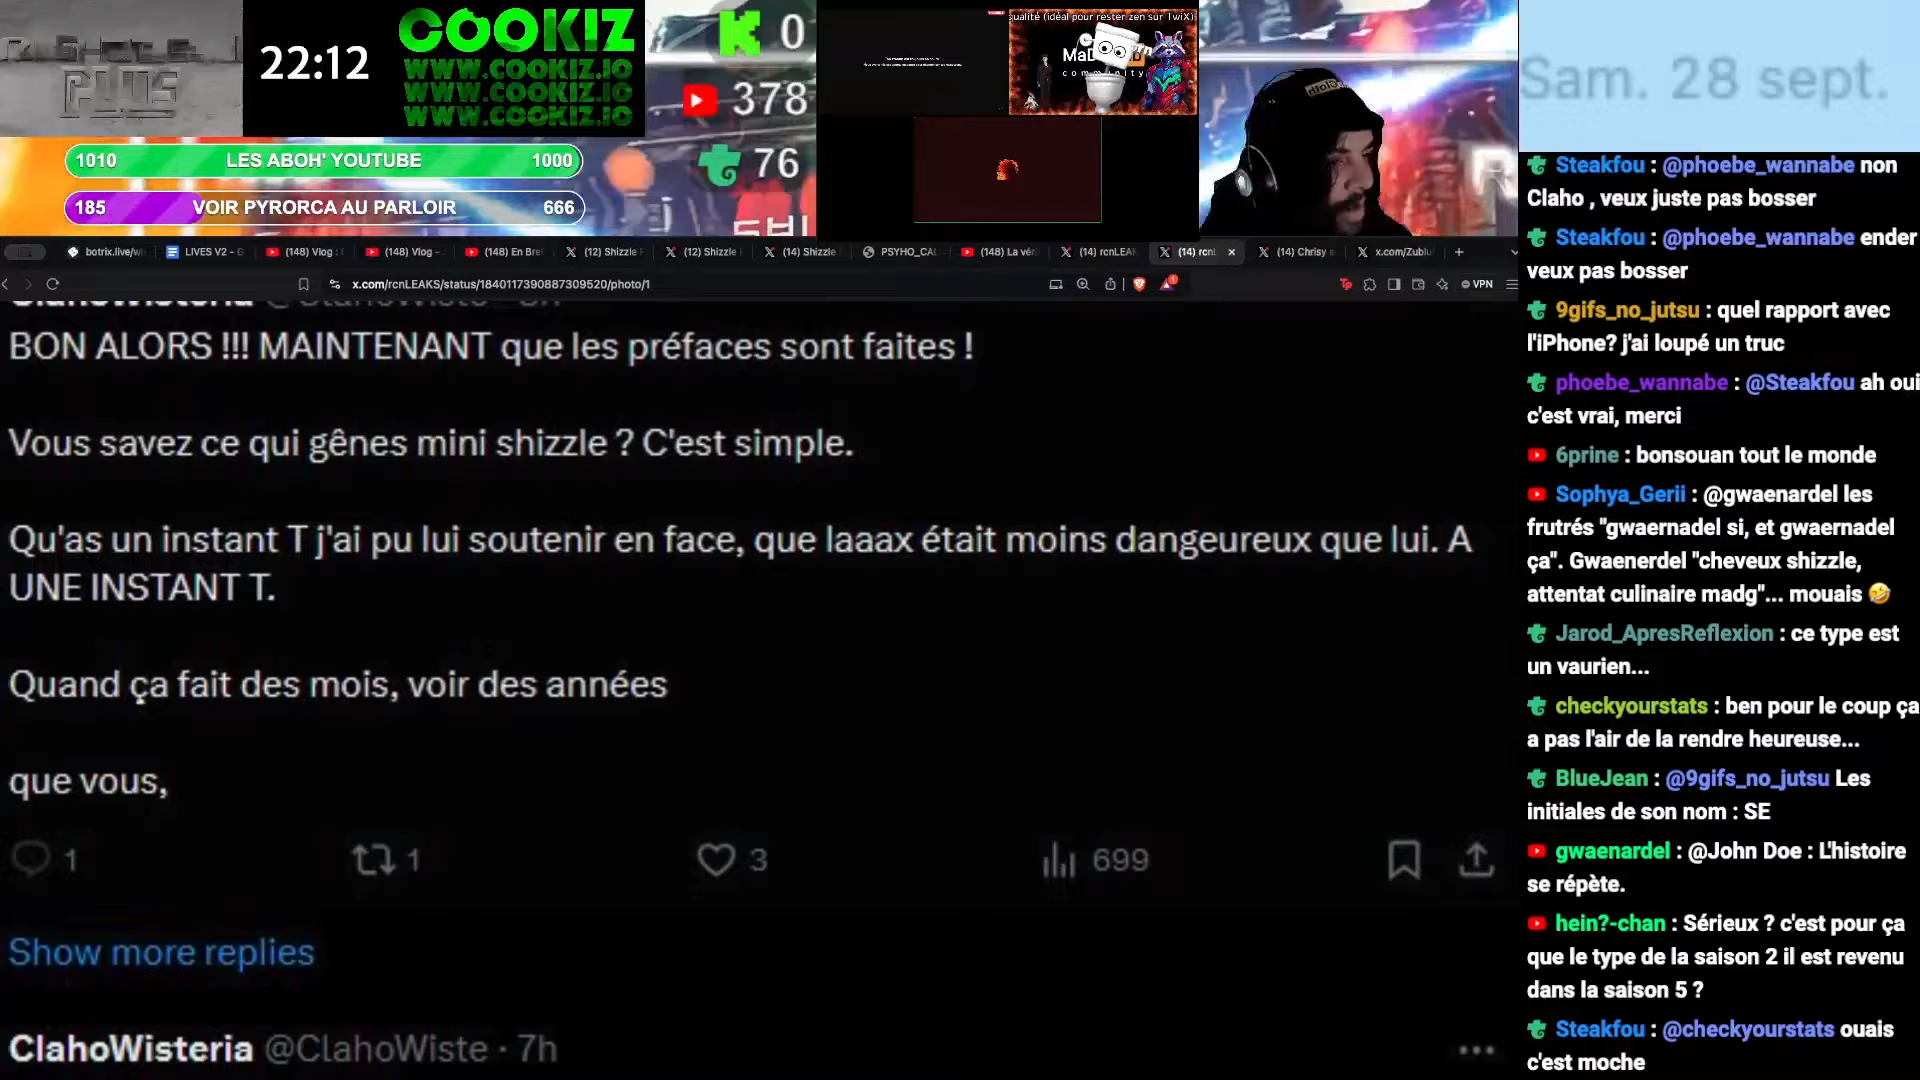 PLUS
22:12
COOKIZ
WWW.COOKIZ.IO
WWW.COOKIZ.IO
WWW.COOKIZ.IO
0
378
76
1010 LES ABOH' YOUTUBE 1000
185 VOIR PYRORCA AU PARLOIR 666
sualité (idéal pour rester zen sur TwiX)
community
Sam. 28 sept.
botrix.live/w
LIVES V2 - G
(148) Vlog :
(148) Vlog -
(148) En Bre
(12) Shizzle
(12) Shizzle
(14) Shizzle
PSYHO_CAL
(148) La véri
(14) rcnLEAK
(14) rcnL
(14) Chrisy
x.com/Zublu
x.com/rcnLEAKS/status/1840117390887309520/photo/1
VPN
ClahoWisteria
BON ALORS !!! MAINTENANT que les préfaces sont faites !
Vous savez ce qui gênes mini shizzle ? C'est simple.
Qu'as un instant T j'ai pu lui soutenir en face, que laaax était moins dangeureux que lui. A
UNE INSTANT T.
Quand ça fait des mois, voir des années
que vous,
1
1
3
699
Show more replies
ClahoWisteria @ClahoWiste · 7h
Steakfou : @phoebe_wannabe non
Claho , veux juste pas bosser
Steakfou : @phoebe_wannabe ender
veux pas bosser
9gifs_no_jutsu : quel rapport avec
l'iPhone? j'ai loupé un truc
phoebe_wannabe : @Steakfou ah oui
c'est vrai, merci
6prine : bonsouan tout le monde
Sophya_Gerii : @gwaenardel les
frutrés "gwaernadel si, et gwaernadel
ça". Gwaenerdel "cheveux shizzle,
attentat culinaire madg"... mouais 🤣
Jarod_ApresReflexion : ce type est
un vaurien...
checkyourstats : ben pour le coup ça
a pas l'air de la rendre heureuse...
BlueJean : @9gifs_no_jutsu Les
initiales de son nom : SE
gwaenardel : @John Doe : L'histoire
se répète.
hein?-chan : Sérieux ? c'est pour ça
que le type de la saison 2 il est revenu
dans la saison 5 ?
Steakfou : @checkyourstats ouais
c'est moche